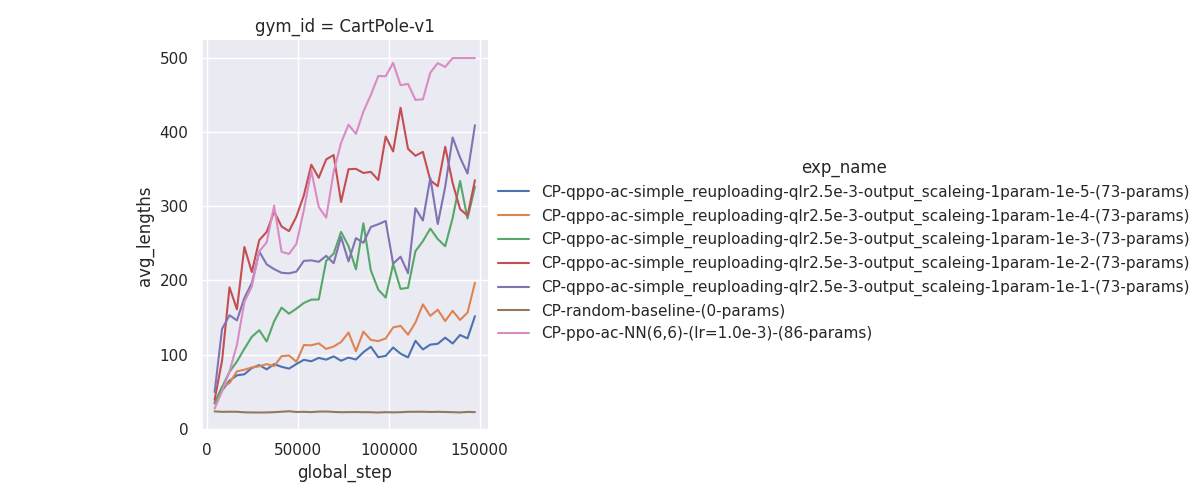 gym_id = CartPole-v1
500
400
300
200
100
0
avg_lengths
0
50000
100000
150000
global_step
exp_name
CP-qppo-ac-simple_reuploading-qlr2.5e-3-output_scaleing-1param-1e-5-(73-params)
CP-qppo-ac-simple_reuploading-qlr2.5e-3-output_scaleing-1param-1e-4-(73-params)
CP-qppo-ac-simple_reuploading-qlr2.5e-3-output_scaleing-1param-1e-3-(73-params)
CP-qppo-ac-simple_reuploading-qlr2.5e-3-output_scaleing-1param-1e-2-(73-params)
CP-qppo-ac-simple_reuploading-qlr2.5e-3-output_scaleing-1param-1e-1-(73-params)
CP-random-baseline-(0-params)
CP-ppo-ac-NN(6,6)-(lr=1.0e-3)-(86-params)